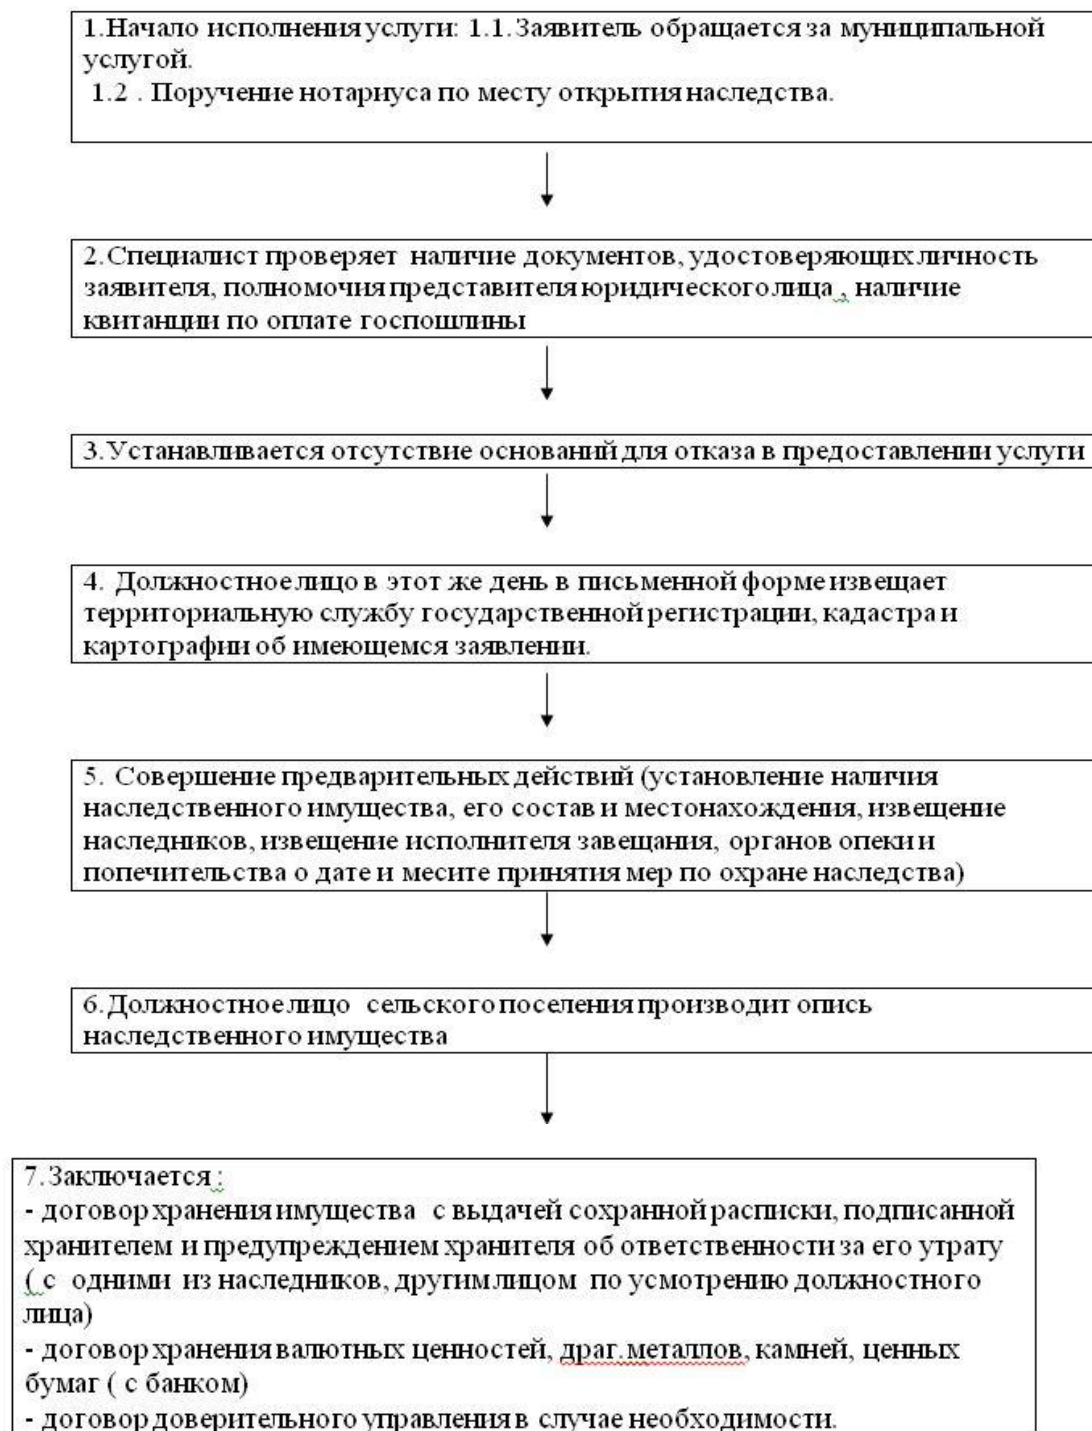 1.Начало исполнения услуги: 1.1.Заявитель обращается за муниципальной
услугой.
1.2 . Поручение нотариуса по месту открытия наследства.
2.Специалист проверяет наличие документов, удостоверяющих личность
заявителя, полномочия представителя юридического лица , наличие
квитанции по оплате госпошлины
3.Устанавливается отсутствие оснований для отказа в предоставлении услуги
4. Должностное лицо в этот же день в письменной форме извещает
территориальную службу государственной регистрации, кадастра и
картографии об имеющемся заявлении.
5. Совершение предварительных действий (установление наличия
наследственного имущества, его состав и местонахождения, извещение
наследников, извещение исполнителя завещания, органов опеки и
попечительства о дате и месите принятия мер по охране наследства)
6.Должностное лицо сельского поселения производит опись
наследственного имущества
7.Заключается :
- договор хранения имущества с выдачей сохранной расписки, подписанной
хранителем и предупреждением хранителя об ответственности за его утрату
( с одними из наследников, другим лицом по усмотрению должностного
лица)
- договор хранения валютных ценностей, драг.металлов, камней, ценных
бумаг ( с банком)
- договор доверительного управления в случае необходимости.